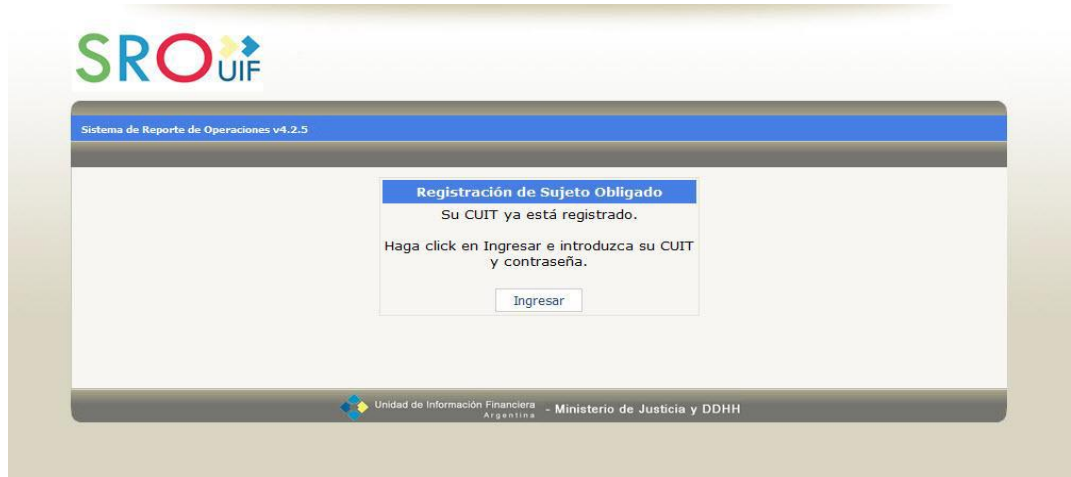 SRO UIF
Sistema de Reporte de Operaciones v4.2.5
Registración de Sujeto Obligado
Su CUIT ya está registrado.
Haga click en Ingresar e introduzca su CUIT
y contraseña.
Ingresar
Unidad de Información Financiera
Argentina
- Ministerio de Justicia y DDHH